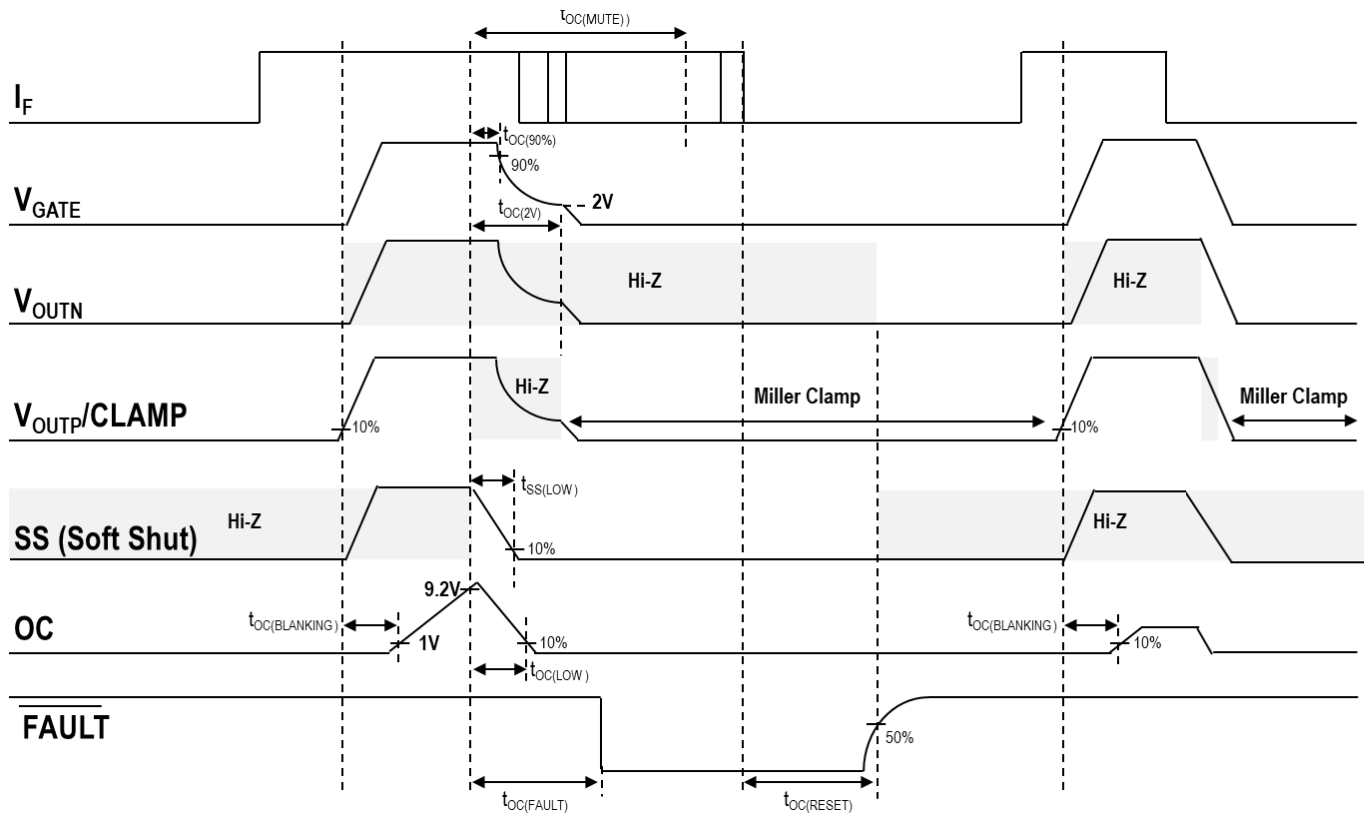 tOC(MUTE))
IF
tOC(90%)
90%
VGATE
2V
tOC(2V)
Hi-Z
Hi-Z
VOUTN
Hi-Z
Miller Clamp
Miller Clamp
VOUTP/CLAMP
10%
10%
tSS(LOW)
Hi-Z
Hi-Z
SS (Soft Shut)
10%
9.2V
OC
tOC(BLANKING)
tOC(BLANKING)
1V
10%
10%
tOC(LOW)
FAULT
50%
tOC(FAULT)
tOC(RESET)